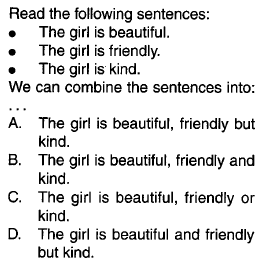 Read the following sentences:
• The girl is beautiful.
• The girl is friendly.
• The girl is kind.
We can combine the sentences into:
...
A. The girl is beautiful, friendly but
kind.
B. The girl is beautiful, friendly and
kind.
C. The girl is beautiful, friendly or
kind.
D. The girl is beautiful and friendly
but kind.